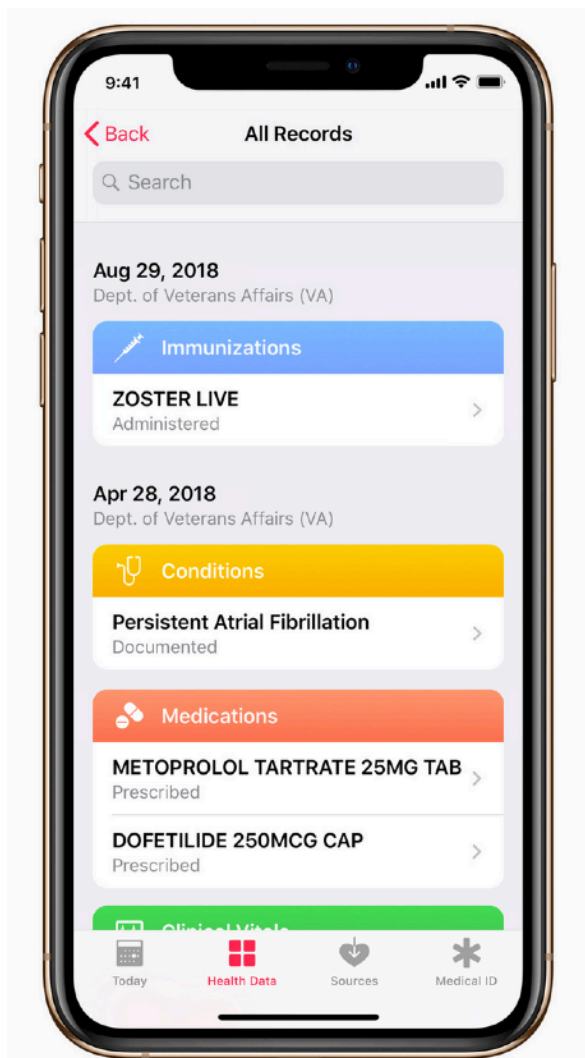 9:41
Back
All Records
Search
Aug 29, 2018
Dept. of Veterans Affairs (VA)
Immunizations
ZOSTER LIVE
Administered
Apr 28, 2018
Dept. of Veterans Affairs (VA)
Conditions
Persistent Atrial Fibrillation
Documented
Medications
METOPROLOL TARTRATE 25MG TAB
Prescribed
DOFETILIDE 250MCG CAP
Prescribed
Clinical Vitals
Today
Health Data
Sources
Medical ID